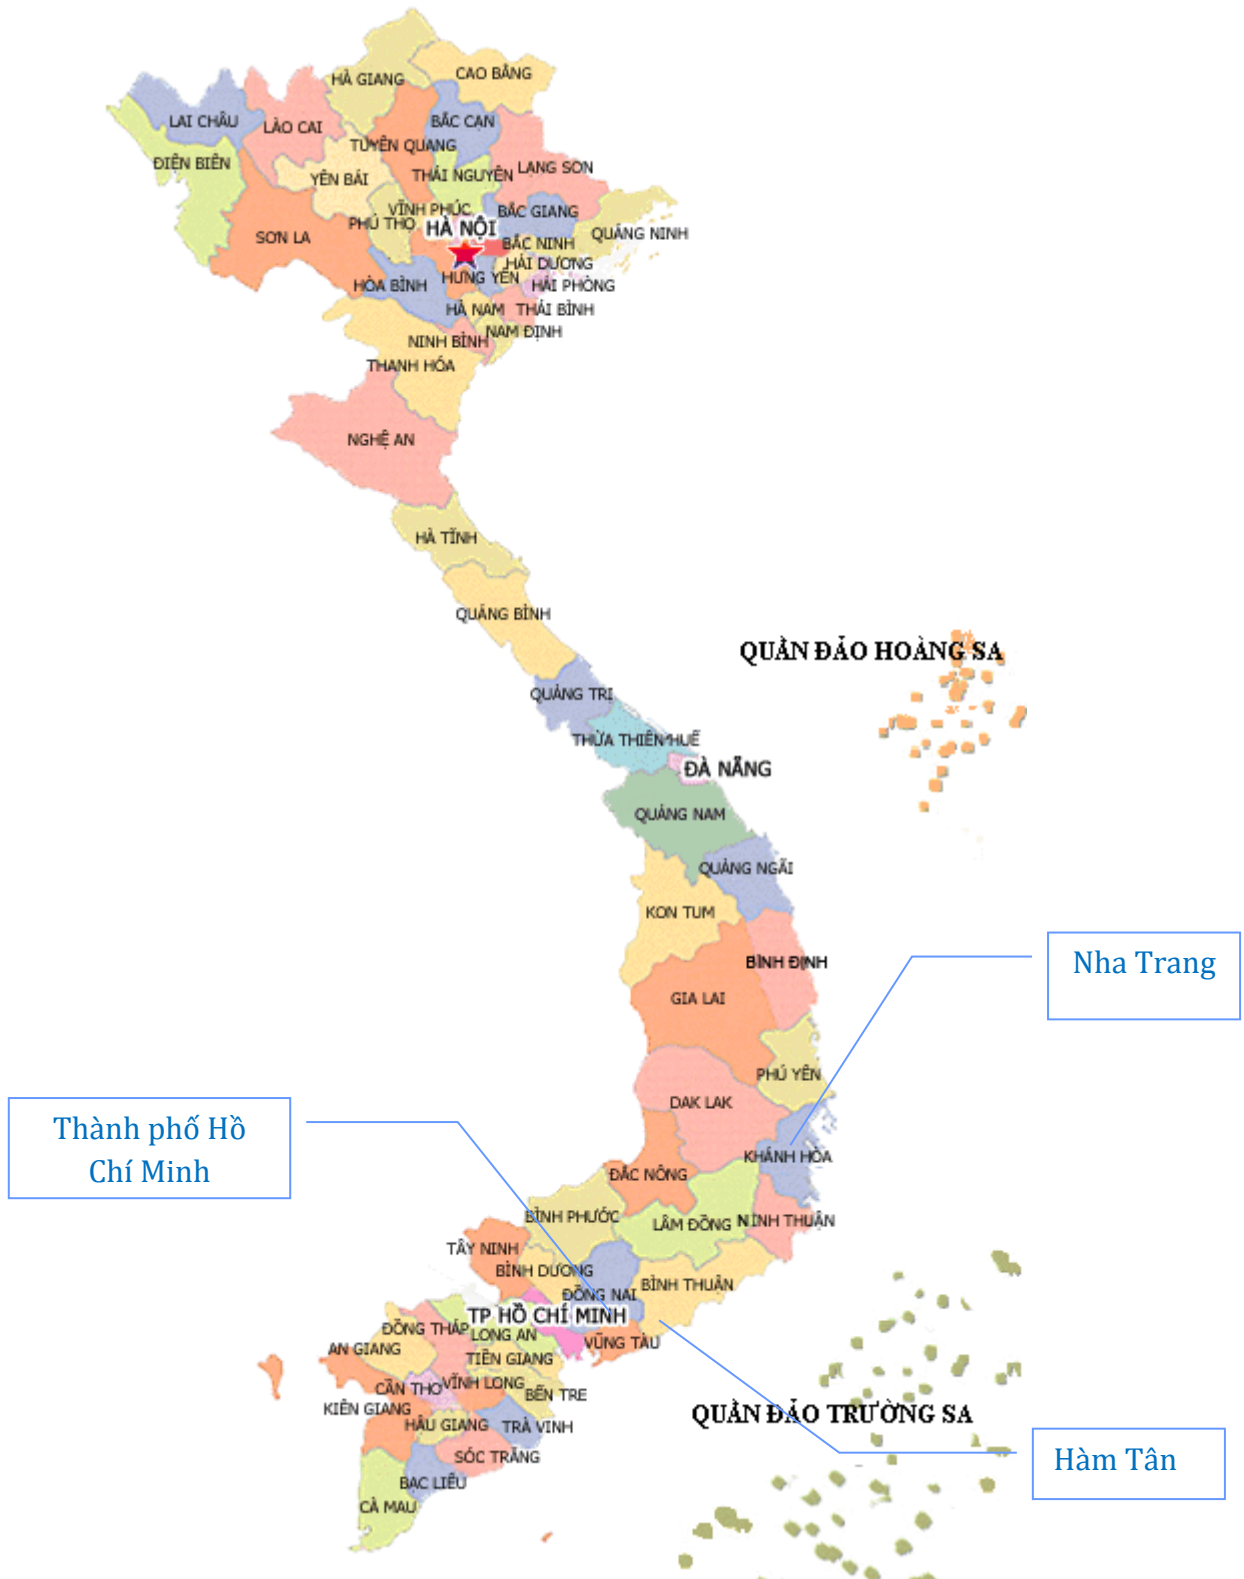 HÀ GIANG
CAO BẰNG
LAI CHÂU
LÀO CAI
BẮC CẠN
TUYÊN QUANG
ĐIỆN BIÊN
YÊN BÁI
THÁI NGUYÊN
LẠNG SƠN
VĨNH PHÚC
BẮC GIANG
PHÚ THỌ
HÀ NỘI
QUẢNG NINH
SƠN LA
BẮC NINH
HẢI DƯƠNG
HƯNG YÊN
HÒA BÌNH
HẢI PHÒNG
HÀ NAM
THÁI BÌNH
NAM ĐỊNH
NINH BÌNH
THANH HÓA
NGHỆ AN
HÀ TĨNH
QUẢNG BÌNH
QUẦN ĐẢO HOÀNG SA
QUẢNG TRỊ
THỪA THIÊN HUẾ
ĐÀ NẴNG
QUẢNG NAM
QUẢNG NGÃI
KON TUM
BÌNH ĐỊNH
Nha Trang
GIA LAI
PHÚ YÊN
DAK LAK
Thành phố Hồ
Chí Minh
KHÁNH HÒA
ĐẮC NÔNG
BÌNH PHƯỚC
LÂM ĐỒNG
NINH THUẬN
TÂY NINH
BÌNH DƯƠNG
BÌNH THUẬN
ĐỒNG NAI
TP HỒ CHÍ MINH
ĐỒNG THÁP
LONG AN
VŨNG TÀU
AN GIANG
TIỀN GIANG
CẦN THƠ
VĨNH LONG
BẾN TRE
KIÊN GIANG
QUẦN ĐẢO TRƯỜNG SA
HẬU GIANG
TRÀ VINH
SÓC TRĂNG
Hàm Tân
BẠC LIÊU
CÀ MAU